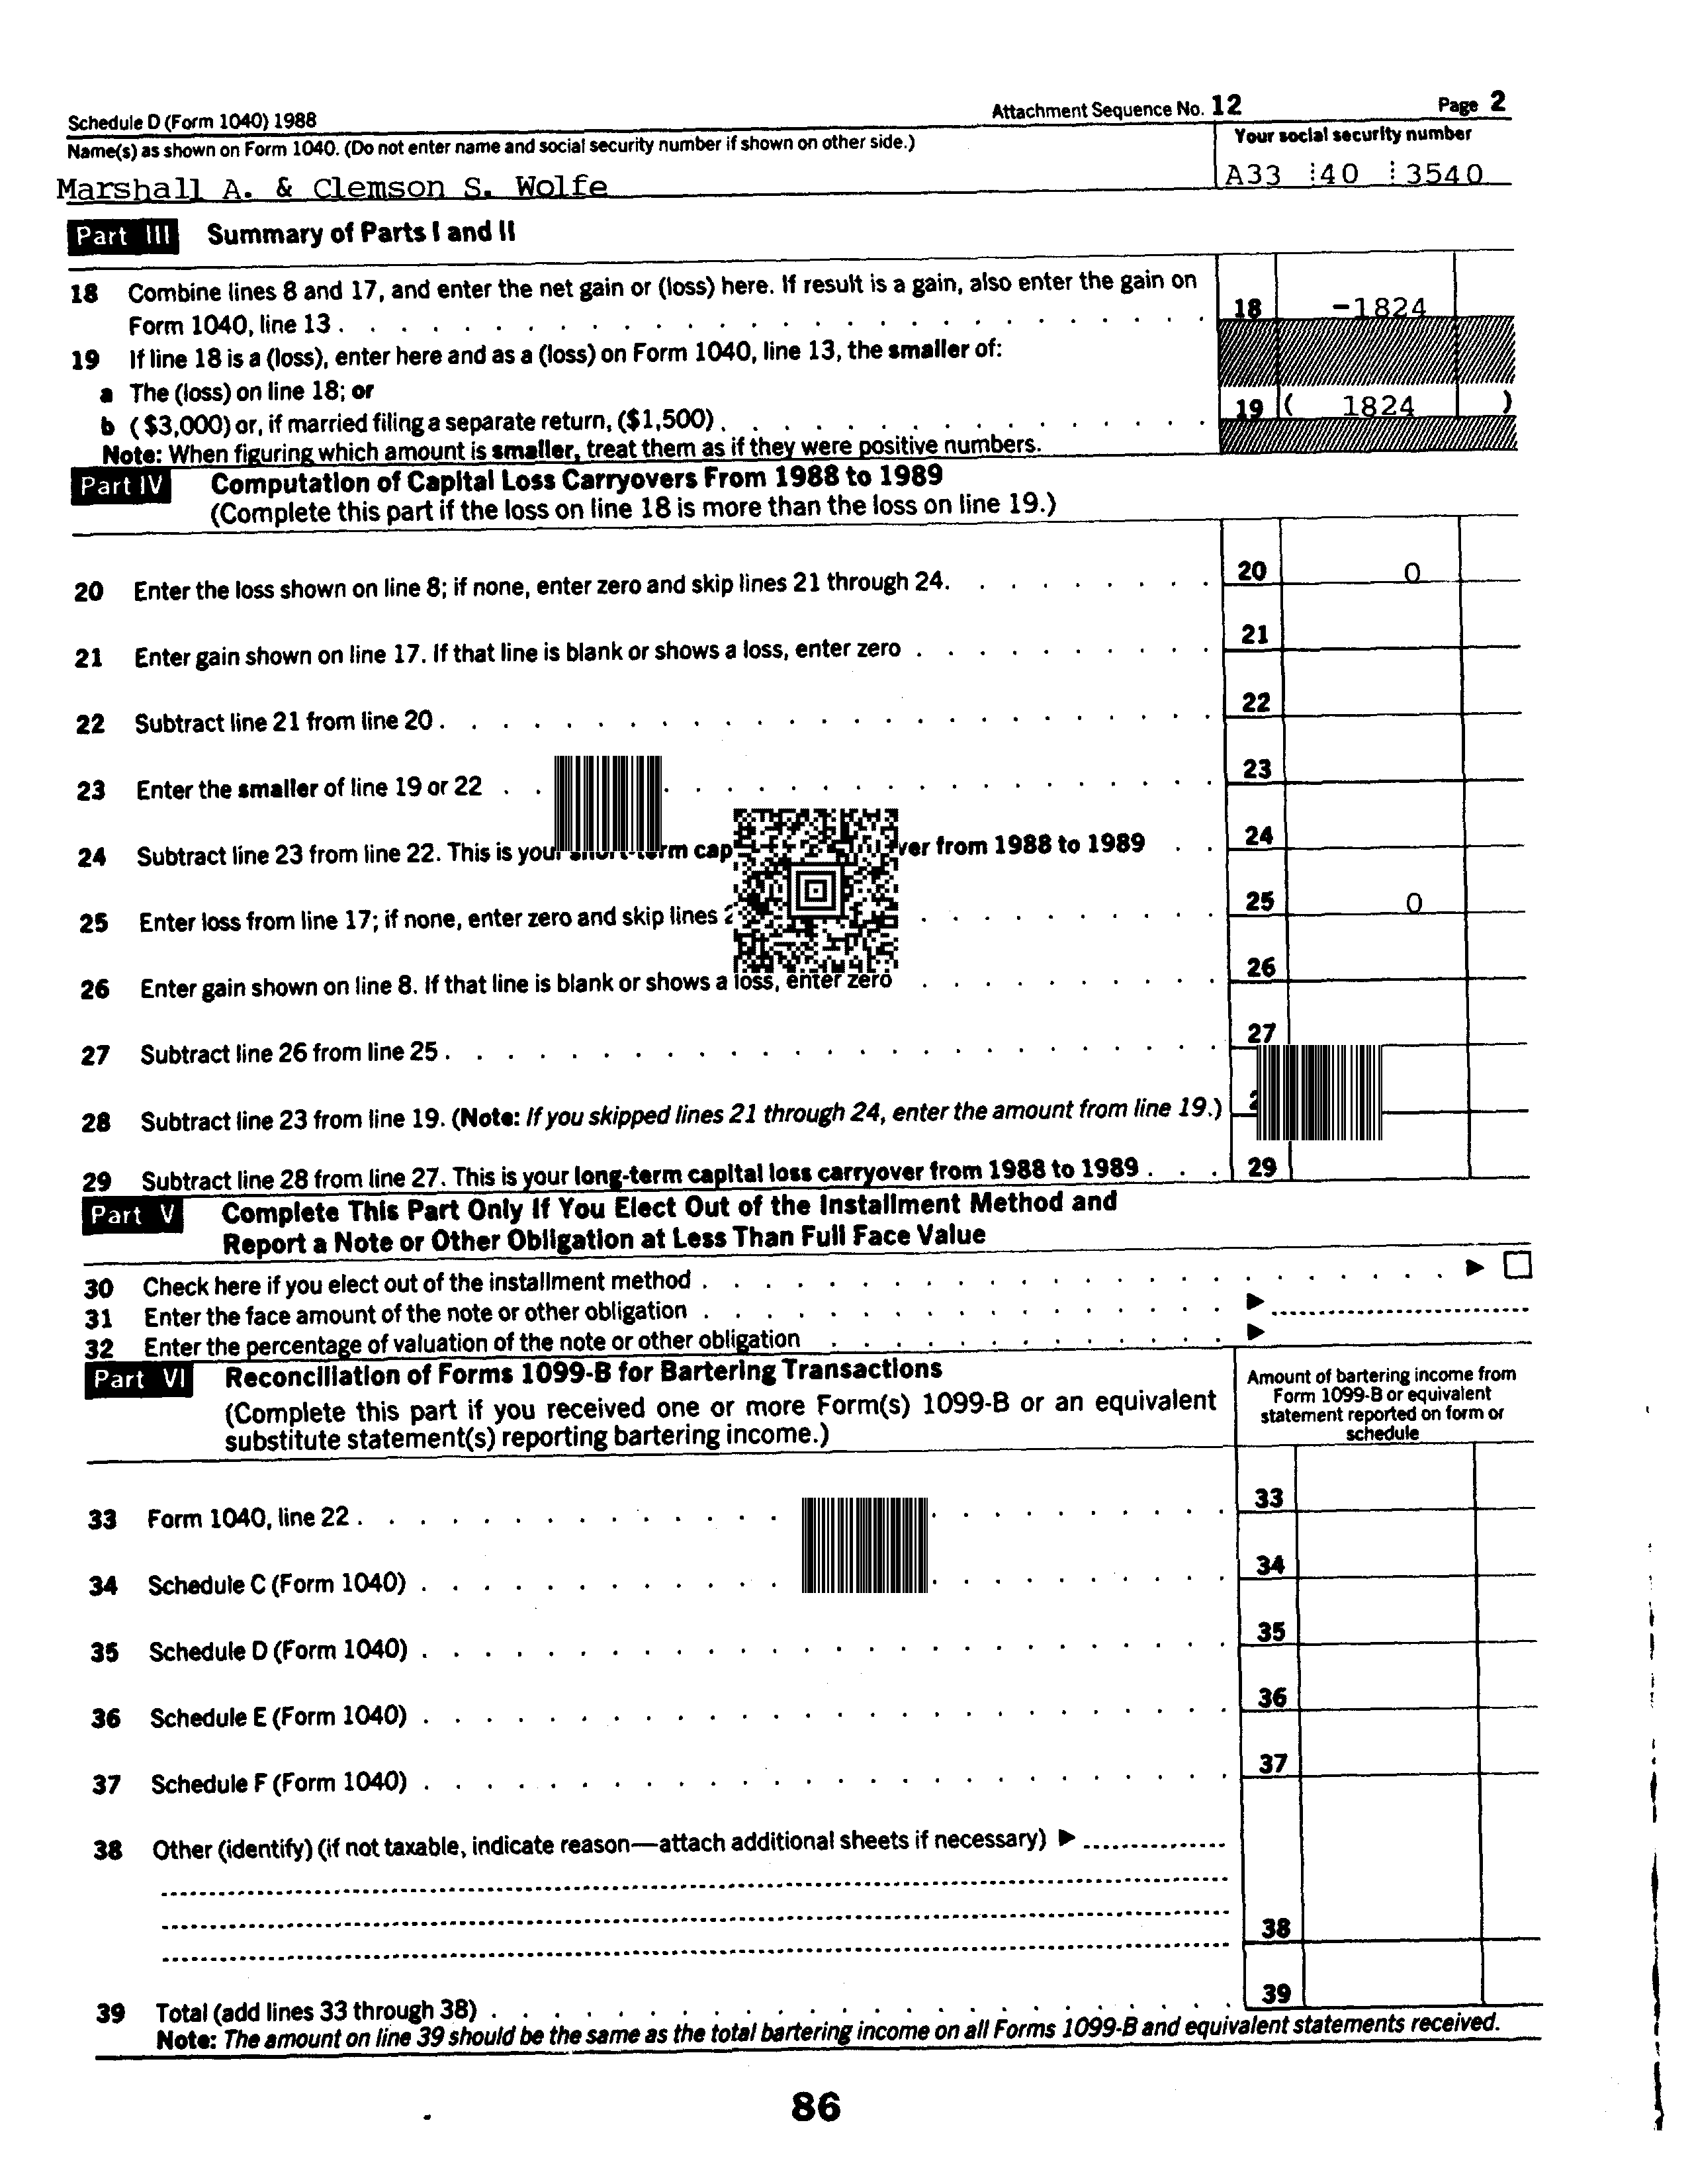 Schedule D (Form 1040) 1988 Attachment Sequence No. 12 Page 2
Name(s) as shown on Form 1040. (Do not enter name and social security number if shown on other side.) Your social security number
Marshall A. & Clemson S. Wolfe A33 40 3540
Part III Summary of Parts I and II
18 Combine lines 8 and 17, and enter the net gain or (loss) here. If result is a gain, also enter the gain on
Form 1040, line 13 . . . . . . . . . . . . . . . . . . . . . . . . . . . . 18 -1824
19 If line 18 is a (loss), enter here and as a (loss) on Form 1040, line 13, the smaller of:
a The (loss) on line 18; or
b ($3,000) or, if married filing a separate return, ($1,500) . . . . . . . . . . . . . . . . 19 ( 1824 )
Note: When figuring which amount is smaller, treat them as if they were positive numbers.
Part IV Computation of Capital Loss Carryovers From 1988 to 1989
(Complete this part if the loss on line 18 is more than the loss on line 19.)
20 Enter the loss shown on line 8; if none, enter zero and skip lines 21 through 24. . . . . . . . . 20 0
21 Enter gain shown on line 17. If that line is blank or shows a loss, enter zero . . . . . . . . . . 21
22 Subtract line 21 from line 20 . . . . . . . . . . . . . . . . . . . . . . . . . 22
23 Enter the smaller of line 19 or 22 . . . . . . . . . . . . . . . . . . . . 23
24 Subtract line 23 from line 22. This is your from 1988 to 1989 . . 24
25 Enter loss from line 17; if none, enter zero and skip lines . . . . . . . . . . 25 0
26 Enter gain shown on line 8. If that line is blank or shows a loss, enter zero . . . . . . . . . . 26
27 Subtract line 26 from line 25 . . . . . . . . . . . . . . . . . . . . . . . . . 27
28 Subtract line 23 from line 19. (Note: If you skipped lines 21 through 24, enter the amount from line 19.)
29 Subtract line 28 from line 27. This is your long-term capital loss carryover from 1988 to 1989 . . . 29
Part V Complete This Part Only If You Elect Out of the Installment Method and
Report a Note or Other Obligation at Less Than Full Face Value
30 Check here if you elect out of the installment method . . . . . . . . . . . . . . . . . . . . . . . . ► ☐
31 Enter the face amount of the note or other obligation . . . . . . . . . . . . . . . . . ►
32 Enter the percentage of valuation of the note or other obligation . . . . . . . . . . . . . ►
Part VI Reconciliation of Forms 1099-B for Bartering Transactions
(Complete this part if you received one or more Form(s) 1099-B or an equivalent
substitute statement(s) reporting bartering income.)
Amount of bartering income from
Form 1099-B or equivalent
statement reported on form or
schedule
33 Form 1040, line 22 . . . . . . . . . . . . . . . . . . . . . . . . 33
34 Schedule C (Form 1040) . . . . . . . . . . . . . . . . . . . . . . 34
35 Schedule D (Form 1040) . . . . . . . . . . . . . . . . . . . . . . . . . . 35
36 Schedule E (Form 1040) . . . . . . . . . . . . . . . . . . . . . . . . . . 36
37 Schedule F (Form 1040) . . . . . . . . . . . . . . . . . . . . . . . . . . 37
38 Other (identify) (if not taxable, indicate reason—attach additional sheets if necessary) ►
38
39 Total (add lines 33 through 38) . . . . . . . . . . . . . . . . . . . . . . . . 39
Note: The amount on line 39 should be the same as the total bartering income on all Forms 1099-B and equivalent statements received.
86